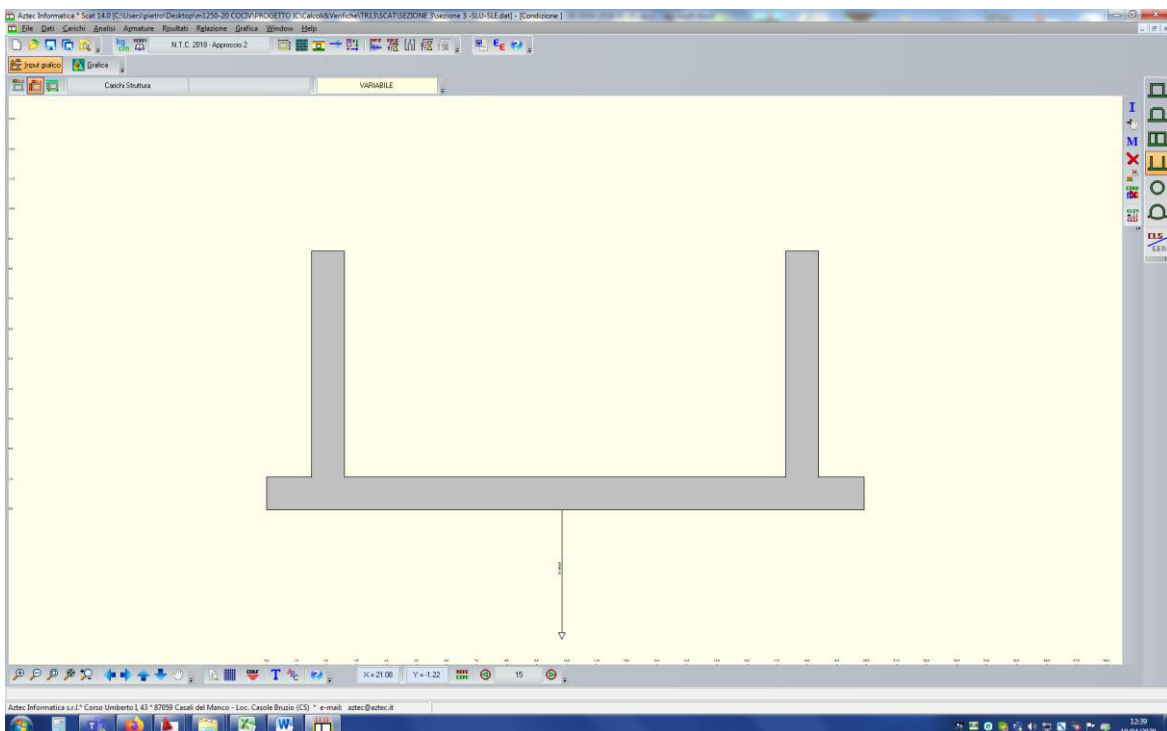 Aztec Informatica * Scat 14.0 [C:\Users\pietro\Desktop\m1250-20 COCIV\PROGETTO IC\Calcoli&Verifiche\TR13\SCAT\SEZIONE 3\sezione 3 -SLU-SLE.dat] - [Condizione ]
File Dati Carichi Analisi Armature Risultati Relazione Grafica Window Help
N.T.C. 2018 - Approccio 2
Input grafico Grafica
Carichi Struttura VARIABILE
I
M
CLS
X = 21.08 Y = -1.22 15
Aztec Informatica s.r.l.* Corso Umberto I, 43 * 87059 Casali del Manco - Loc. Casole Bruzio (CS) * e-mail: aztec@aztec.it
12:39